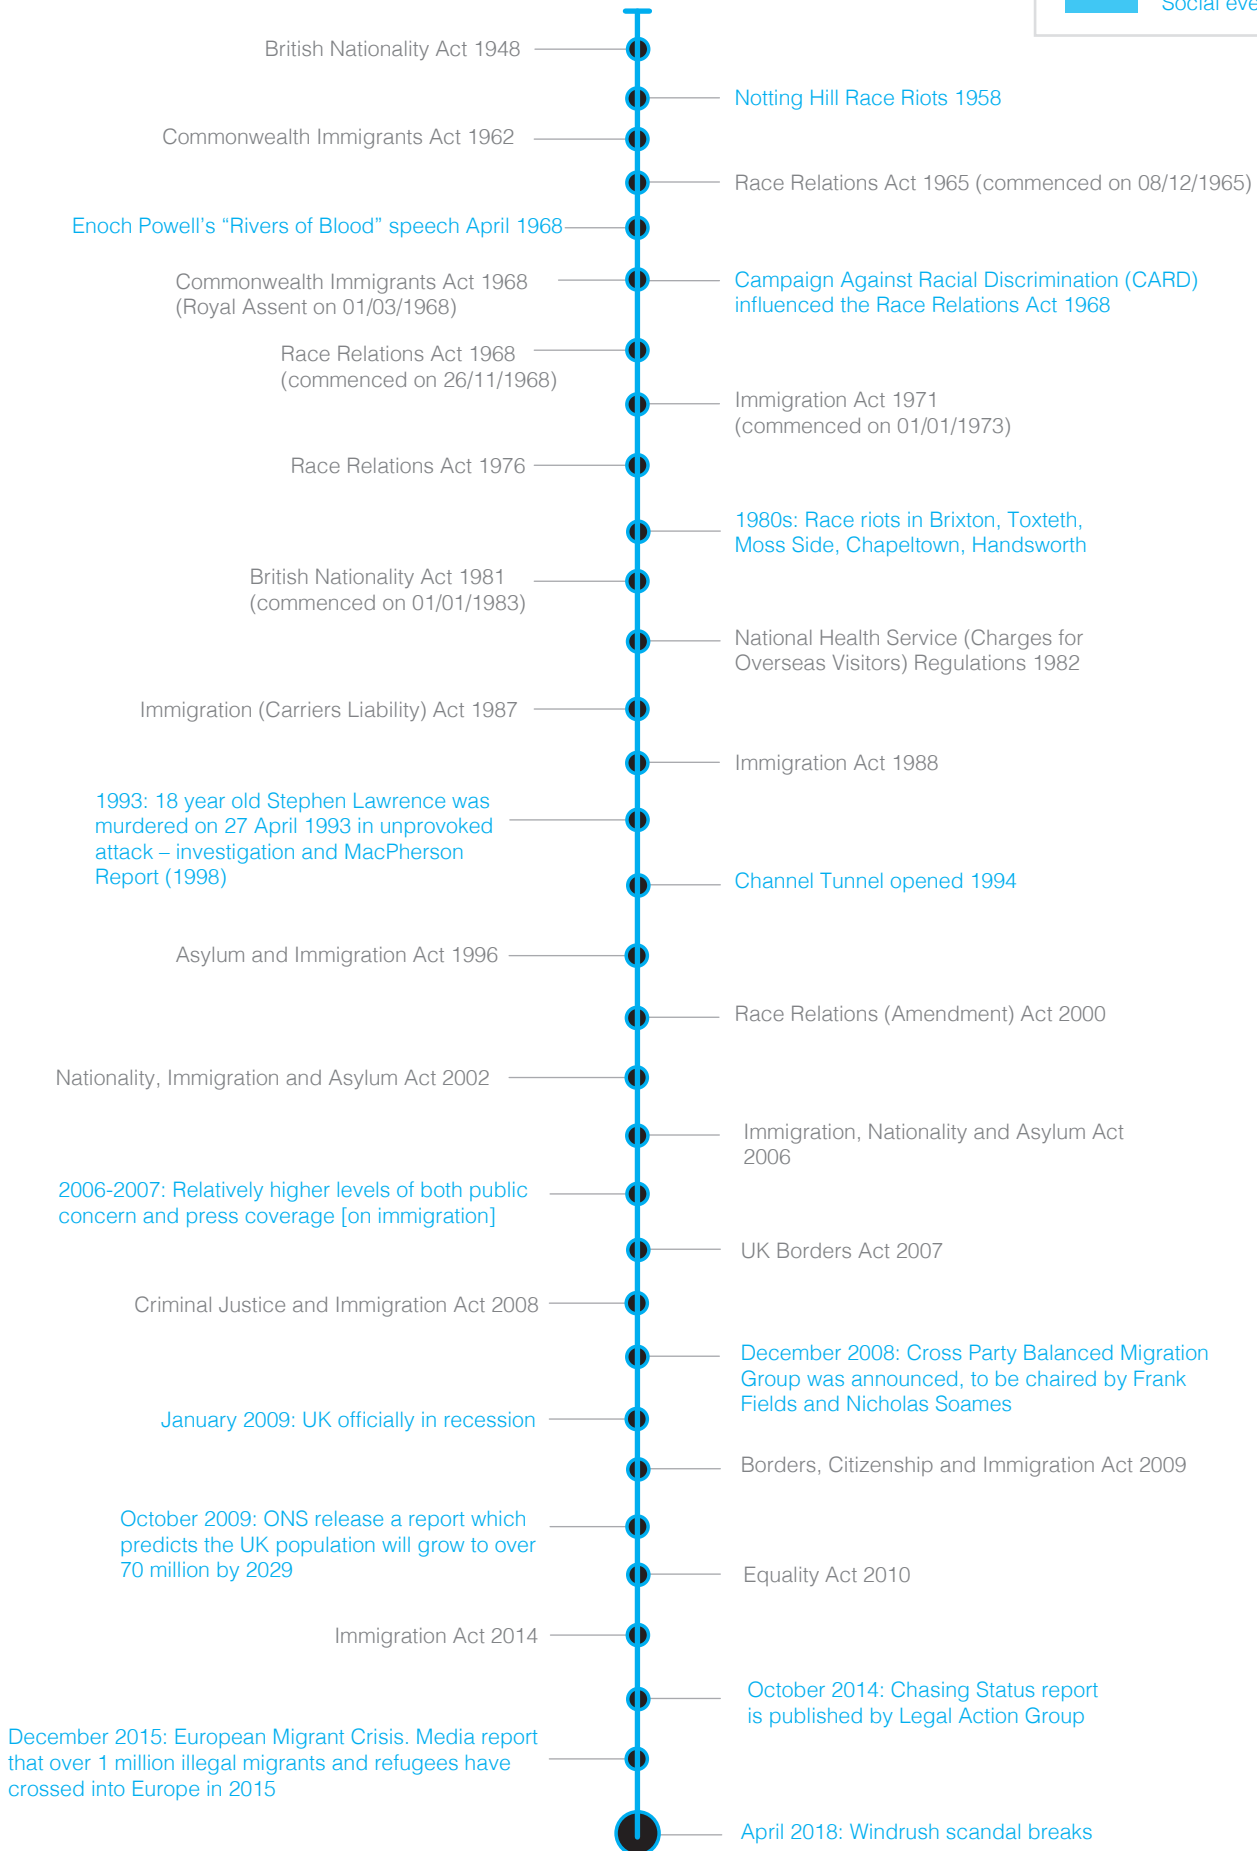 Social eve
British Nationality Act 1948
Notting Hill Race Riots 1958
Commonwealth Immigrants Act 1962
Race Relations Act 1965 (commenced on 08/12/1965)
Enoch Powell’s “Rivers of Blood” speech April 1968
Commonwealth Immigrants Act 1968
(Royal Assent on 01/03/1968)
Campaign Against Racial Discrimination (CARD)
influenced the Race Relations Act 1968
Race Relations Act 1968
(commenced on 26/11/1968)
Immigration Act 1971
(commenced on 01/01/1973)
Race Relations Act 1976
1980s: Race riots in Brixton, Toxteth,
Moss Side, Chapeltown, Handsworth
British Nationality Act 1981
(commenced on 01/01/1983)
National Health Service (Charges for
Overseas Visitors) Regulations 1982
Immigration (Carriers Liability) Act 1987
Immigration Act 1988
1993: 18 year old Stephen Lawrence was
murdered on 27 April 1993 in unprovoked
attack – investigation and MacPherson
Report (1998)
Channel Tunnel opened 1994
Asylum and Immigration Act 1996
Race Relations (Amendment) Act 2000
Nationality, Immigration and Asylum Act 2002
Immigration, Nationality and Asylum Act
2006
2006-2007: Relatively higher levels of both public
concern and press coverage [on immigration]
UK Borders Act 2007
Criminal Justice and Immigration Act 2008
December 2008: Cross Party Balanced Migration
Group was announced, to be chaired by Frank
Fields and Nicholas Soames
January 2009: UK officially in recession
Borders, Citizenship and Immigration Act 2009
October 2009: ONS release a report which
predicts the UK population will grow to over
70 million by 2029
Equality Act 2010
Immigration Act 2014
October 2014: Chasing Status report
is published by Legal Action Group
December 2015: European Migrant Crisis. Media report
that over 1 million illegal migrants and refugees have
crossed into Europe in 2015
April 2018: Windrush scandal breaks